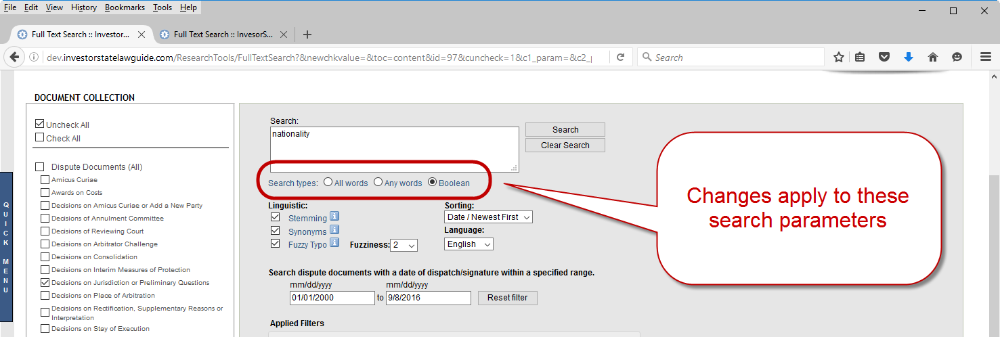 File Edit View History Bookmarks Tools Help
Full Text Search :: Investor...
Full Text Search :: InvesorS...
dev.investorstatelawguide.com/ResearchTools/FullTextSearch?&newchkvalue=&toc=content&id=97&cuncheck=1&c1_param=&c2_p
Search
DOCUMENT COLLECTION
Uncheck All
Check All
Dispute Documents (All)
Amicus Curiae
Awards on Costs
Decisions on Amicus Curiae or Add a New Party
Decisions of Annulment Committee
Decisions of Reviewing Court
Decisions on Arbitrator Challenge
Decisions on Consolidation
Decisions on Interim Measures of Protection
Decisions on Jurisdiction or Preliminary Questions
Decisions on Place of Arbitration
Decisions on Rectification, Supplementary Reasons or
Interpretation
Decisions on Stay of Execution
QUICK MENU
Search:
nationality
Search
Clear Search
Search types: All words Any words Boolean
Linguistic:
Stemming
Synonyms
Fuzzy Typo
Fuzziness: 2
Sorting:
Date / Newest First
Language:
English
Search dispute documents with a date of dispatch/signature within a specified range.
mm/dd/yyyy mm/dd/yyyy
01/01/2000 to 9/8/2016 Reset filter
Applied Filters
Changes apply to these
search parameters